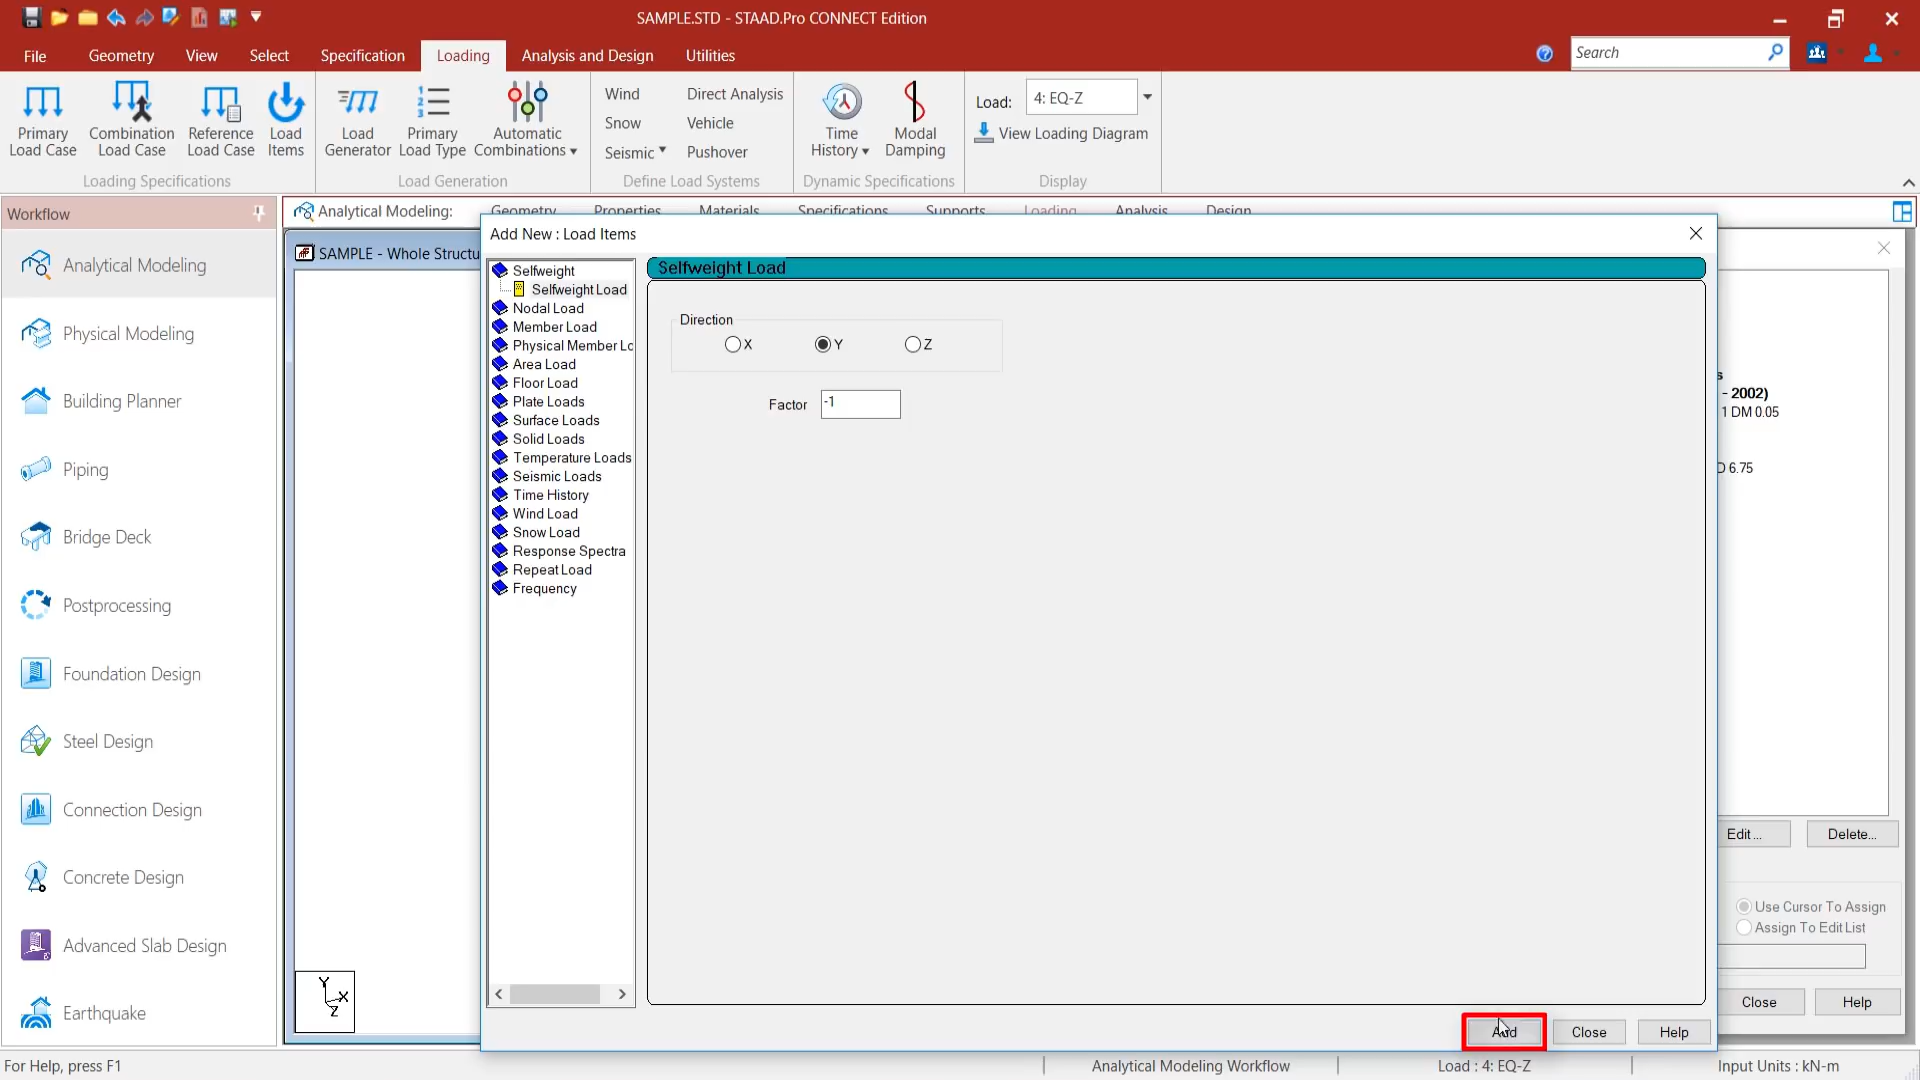 SAMPLE.STD - STAAD.Pro CONNECT Edition
File Geometry View Select Specification Loading Analysis and Design Utilities
Search
Primary Load Case
Combination Load Case
Reference Load Case
Load Items
Loading Specifications
Load Generator
Primary Load Type
Automatic Combinations
Load Generation
Wind
Snow
Seismic
Direct Analysis
Vehicle
Pushover
Define Load Systems
Time History
Modal Damping
Dynamic Specifications
Load: 4: EQ-Z
View Loading Diagram
Display
Workflow
Analytical Modeling
Physical Modeling
Building Planner
Piping
Bridge Deck
Postprocessing
Foundation Design
Steel Design
Connection Design
Concrete Design
Advanced Slab Design
Earthquake
Analytical Modeling: Geometry Properties Materials Specifications Supports Loading Analysis Design
SAMPLE - Whole Structu
Y
X
Z
Add New : Load Items
Selfweight
Selfweight Load
Nodal Load
Member Load
Physical Member Lo
Area Load
Floor Load
Plate Loads
Surface Loads
Solid Loads
Temperature Loads
Seismic Loads
Time History
Wind Load
Snow Load
Response Spectra
Repeat Load
Frequency
Selfweight Load
Direction
X Y Z
Factor -1
Add Close Help
s
- 2002)
1 DM 0.05
6.75
Edit... Delete...
Use Cursor To Assign
Assign To Edit List
Close Help
For Help, press F1
Analytical Modeling Workflow
Load : 4: EQ-Z
Input Units : kN-m